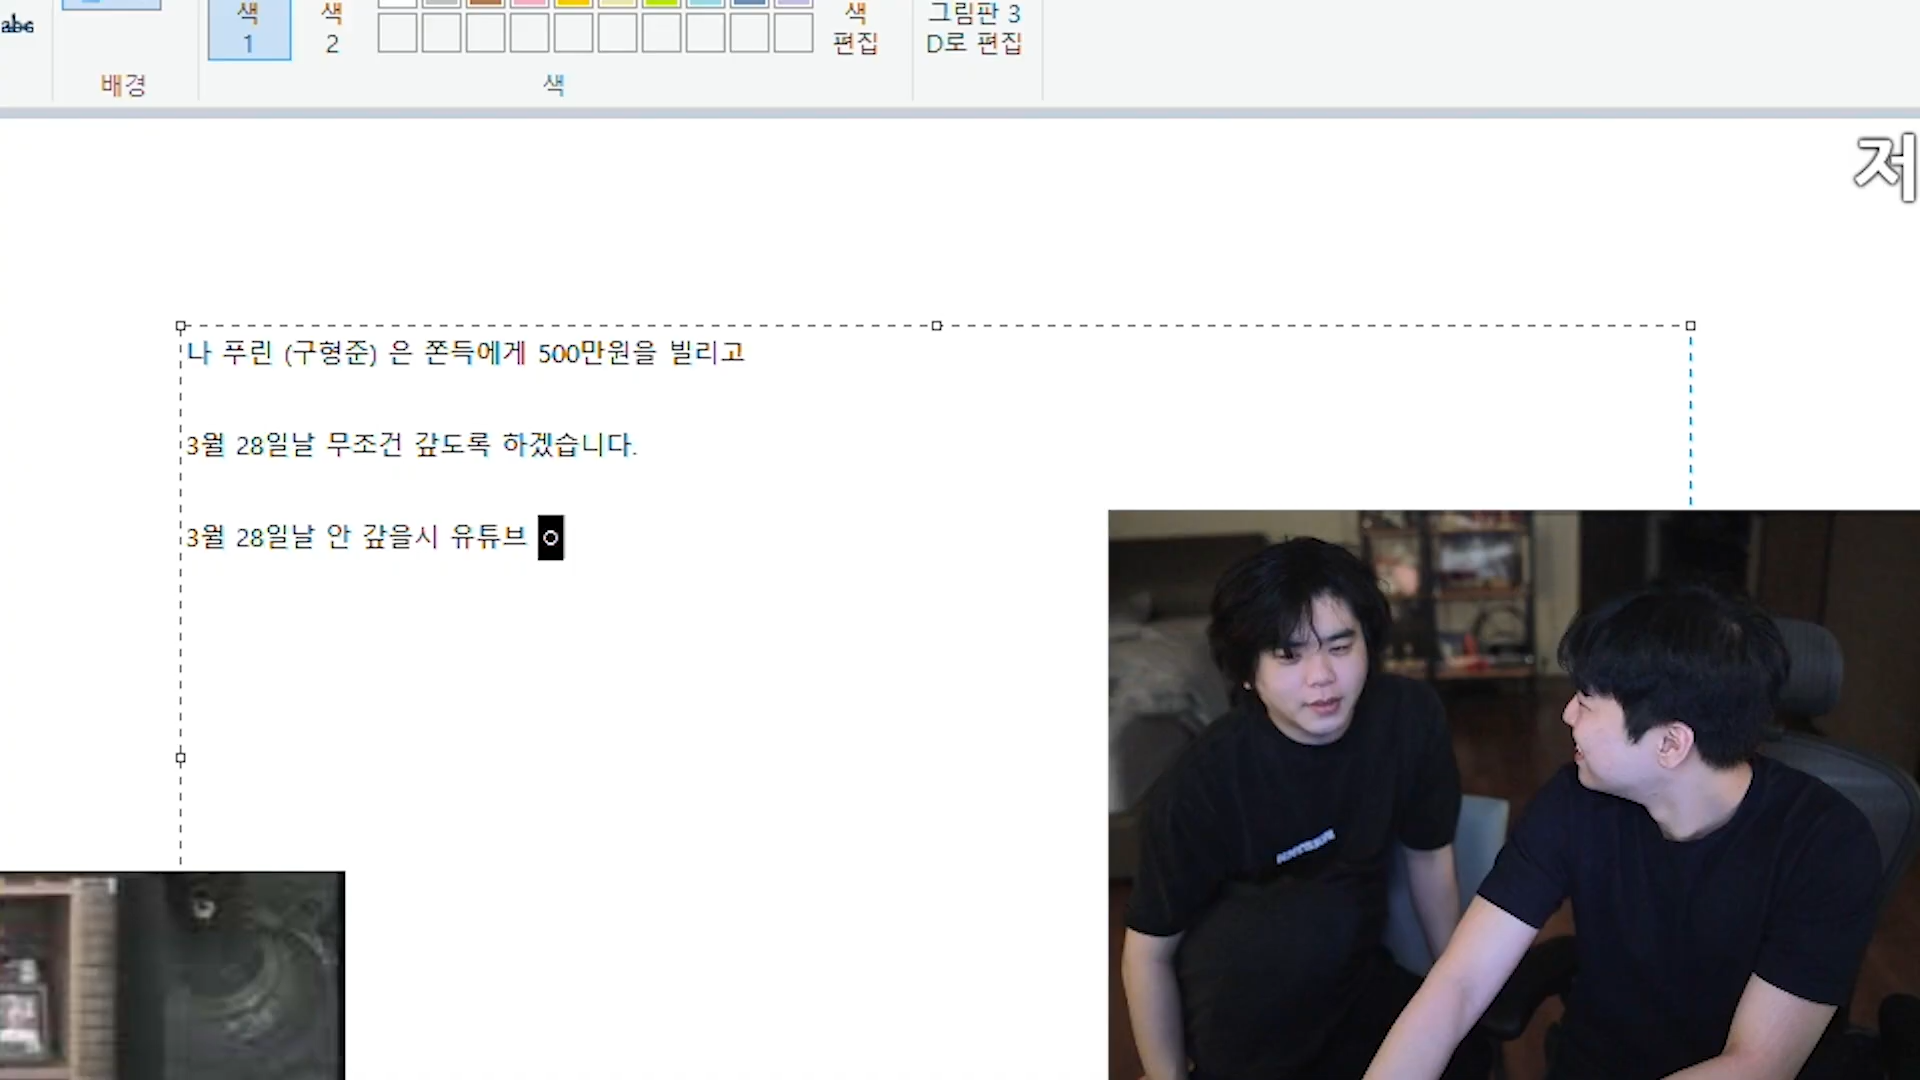 abc
색
1
색
2
색
편집
그림판 3
D로 편집
배경
색
저
나 푸린 (구형준) 은 쫀득에게 500만원을 빌리고
3월 28일날 무조건 갚도록 하겠습니다.
3월 28일날 안 갚을시 유튜브 ㅇ